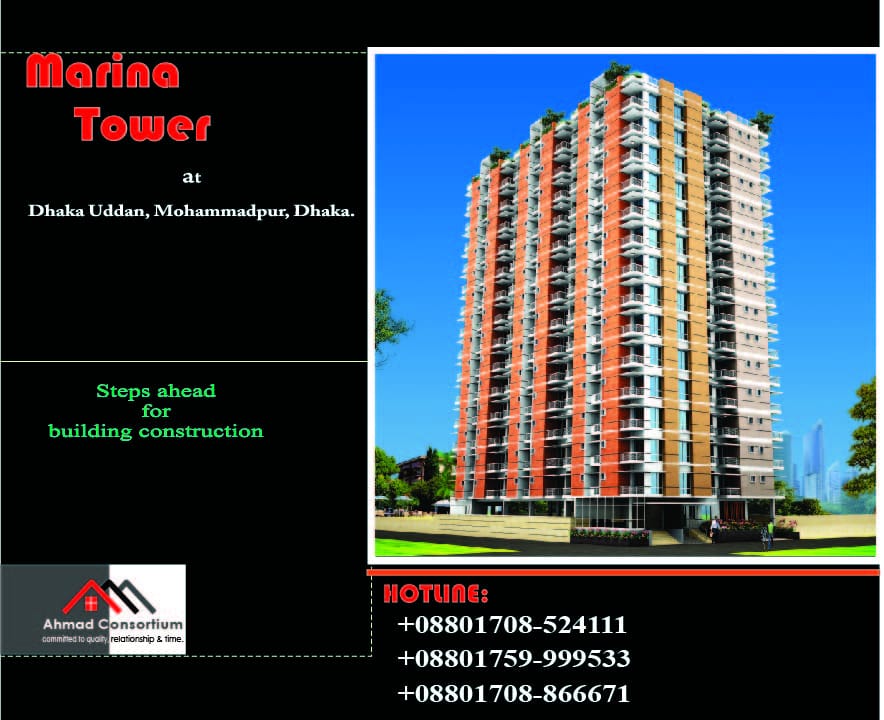 Marina
Tower
at
Dhaka Uddan, Mohammadpur, Dhaka.
Steps ahead
for
building construction
Ahmad Consortium
committed to quality, relationship & time.
HOTLINE:
+08801708-524111
+08801759-999533
+08801708-866671